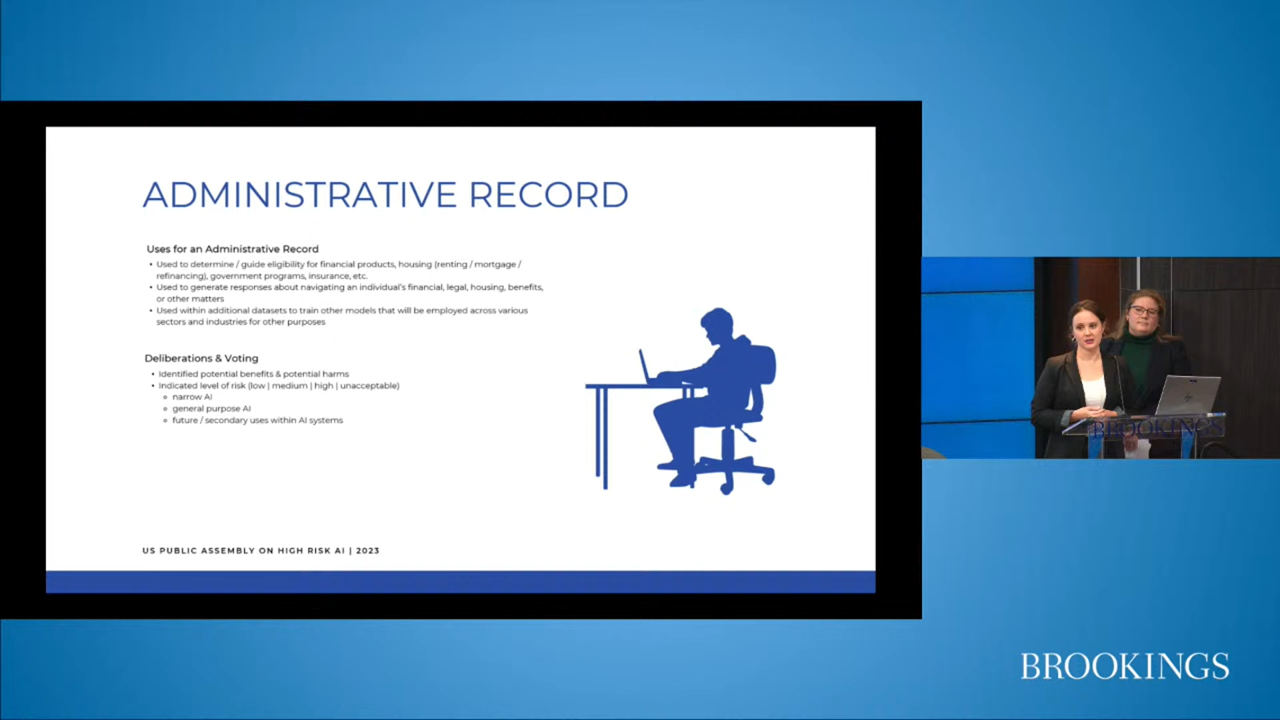 ADMINISTRATIVE RECORD
Uses for an Administrative Record
• Used to determine / guide eligibility for financial products, housing (renting / mortgage /
refinancing), government programs, insurance, etc.
• Used to generate responses about navigating an individual's financial, legal, housing, benefits,
or other matters
• Used within additional datasets to train other models that will be employed across various
sectors and industries for other purposes
Deliberations & Voting
• Identified potential benefits & potential harms
• Indicated level of risk (low | medium | high | unacceptable)
◦ narrow AI
◦ general purpose AI
◦ future / secondary uses within AI systems
US PUBLIC ASSEMBLY ON HIGH RISK AI | 2023
BROOKINGS
BROOKINGS